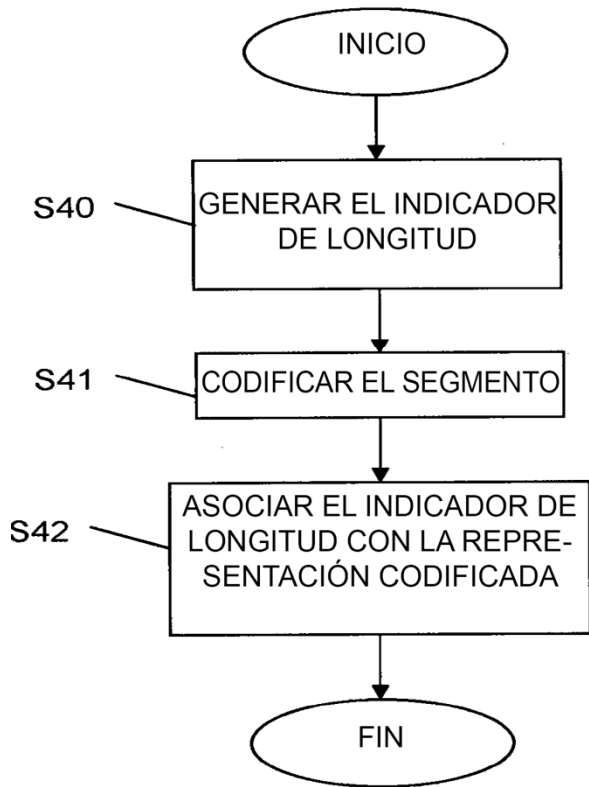 INICIO
S40
GENERAR EL INDICADOR
DE LONGITUD
S41
CODIFICAR EL SEGMENTO
S42
ASOCIAR EL INDICADOR DE
LONGITUD CON LA REPRE-
SENTACIÓN CODIFICADA
FIN